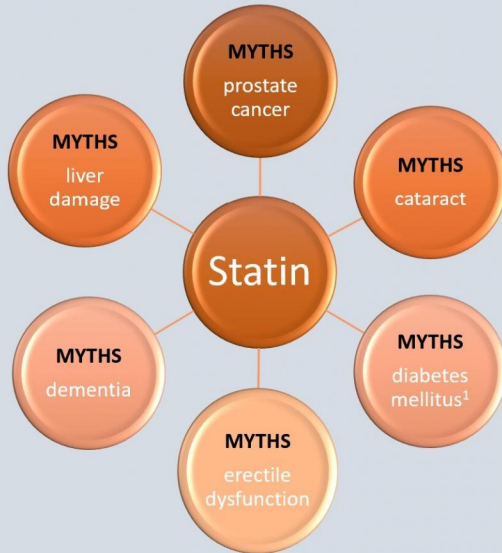 MYTHS
prostate
cancer
MYTHS
liver
damage
MYTHS
cataract
Statin
MYTHS
dementia
MYTHS
diabetes
mellitus¹
MYTHS
erectile
dysfunction